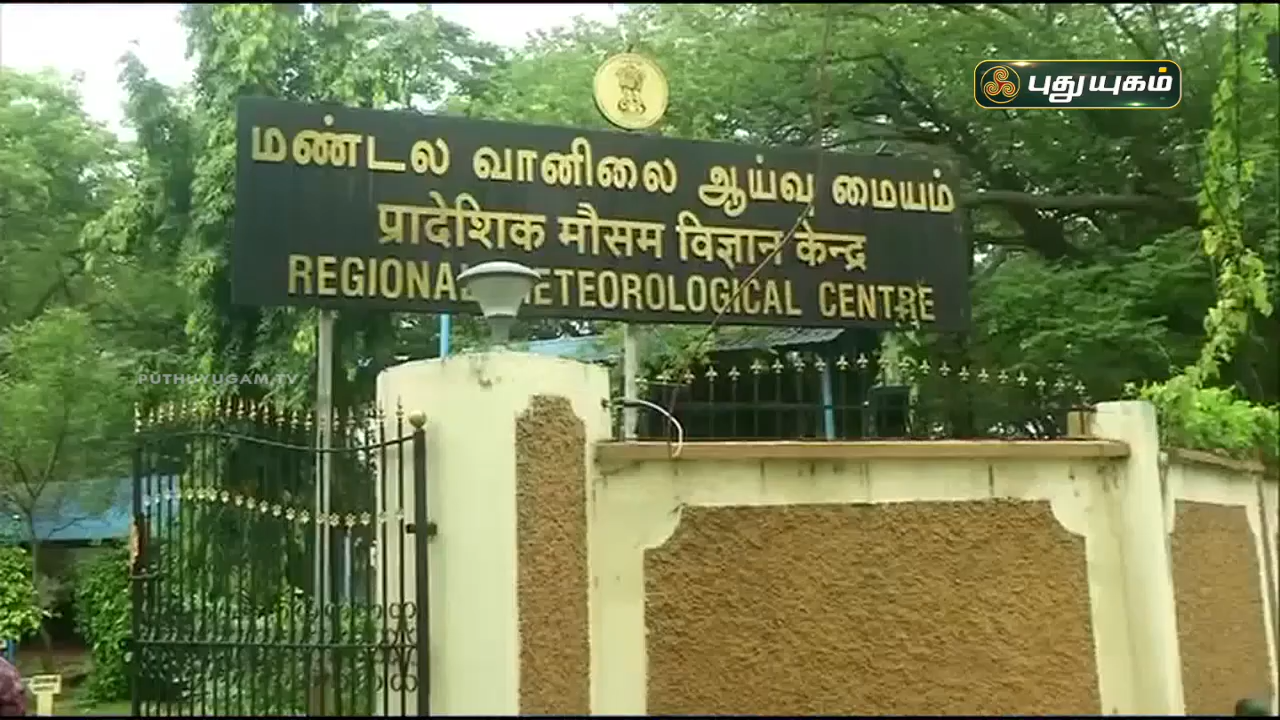 புதுயுகம்
மண்டல வானிலை ஆய்வு மையம்
प्रादेशिक मौसम विज्ञान केन्द्र
REGIONAL METEOROLOGICAL CENTRE
PUTHUYUGAM TV